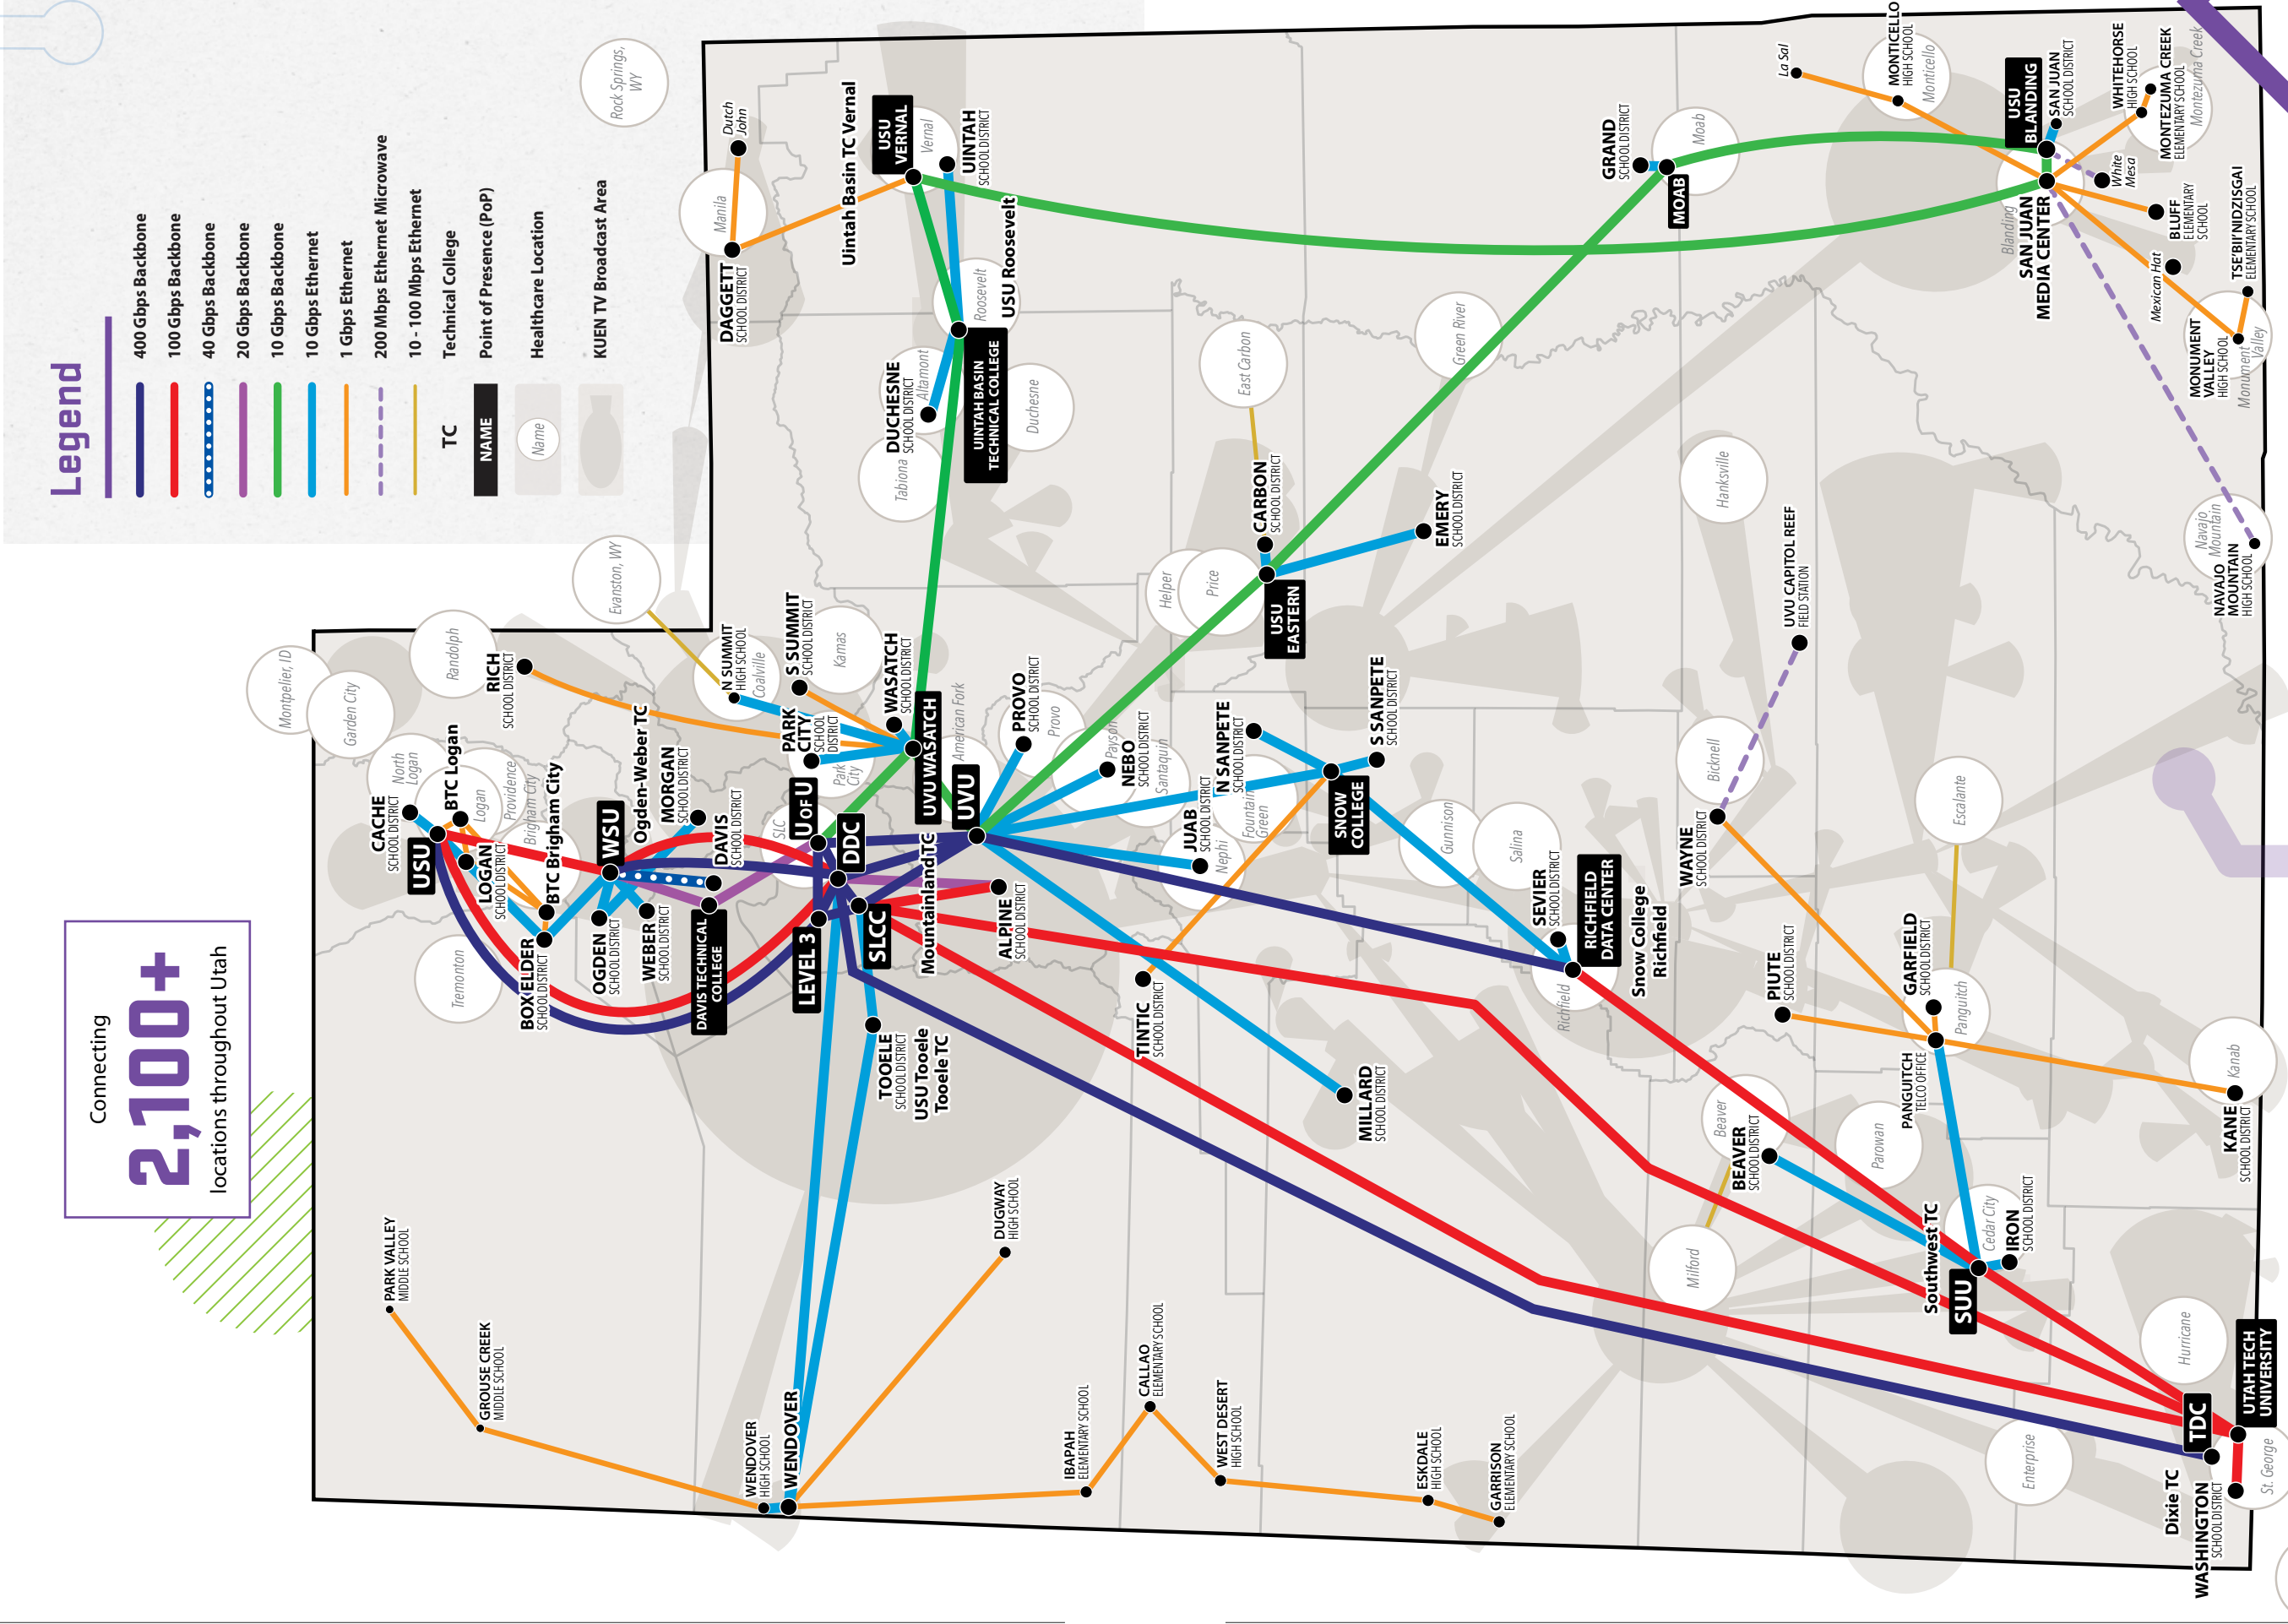 Connecting
2,100+
locations throughout Utah
Legend
400 Gbps Backbone
100 Gbps Backbone
40 Gbps Backbone
20 Gbps Backbone
10 Gbps Backbone
10 Gbps Ethernet
1 Gbps Ethernet
200 Mbps Ethernet Microwave
10 - 100 Mbps Ethernet
TC
Technical College
NAME
Point of Presence (PoP)
Name
Healthcare Location
KUEN TV Broadcast Area
PARK VALLEY
MIDDLE SCHOOL
GROUSE CREEK
MIDDLE SCHOOL
Montpelier, ID
Garden City
Randolph
RICH
SCHOOL DISTRICT
North
Logan
CACHE
SCHOOL DISTRICT
USU
BTC Logan
Logan
Providence
LOGAN
SCHOOL DISTRICT
Brigham City
BTC Brigham City
Tremonton
BOX ELDER
SCHOOL DISTRICT
WSU
Ogden-Weber TC
MORGAN
SCHOOL DISTRICT
OGDEN
SCHOOL DISTRICT
WEBER
SCHOOL DISTRICT
DAVIS
SCHOOL DISTRICT
DAVIS TECHNICAL
COLLEGE
Evanston, WY
Rock Springs,
WY
N SUMMIT
HIGH SCHOOL
Coalville
S SUMMIT
SCHOOL DISTRICT
Kamas
PARK
CITY
SCHOOL
DISTRICT
Park
City
WASATCH
SCHOOL DISTRICT
UVU WASATCH
SLC
U OF U
DDC
LEVEL 3
SLCC
Mountainland TC
American Fork
UVU
ALPINE
SCHOOL DISTRICT
PROVO
SCHOOL DISTRICT
Provo
NEBO
SCHOOL DISTRICT
Payson
Santaquin
TOOELE
SCHOOL DISTRICT
USU Tooele
Tooele TC
WENDOVER
HIGH SCHOOL
WENDOVER
DUGWAY
HIGH SCHOOL
IBAPAH
ELEMENTARY SCHOOL
CALLAO
ELEMENTARY SCHOOL
WEST DESERT
HIGH SCHOOL
ESKDALE
HIGH SCHOOL
GARRISON
ELEMENTARY SCHOOL
Dutch
John
Manila
DAGGETT
SCHOOL DISTRICT
Uintah Basin TC Vernal
USU
VERNAL
Vernal
UINTAH
SCHOOL DISTRICT
Roosevelt
USU Roosevelt
UINTAH BASIN
TECHNICAL COLLEGE
DUCHESNE
SCHOOL DISTRICT
Altamont
Tabiona
Duchesne
JUAB
SCHOOL DISTRICT
Nephi
N SANPETE
SCHOOL DISTRICT
Fountain
Green
S SANPETE
SCHOOL DISTRICT
SNOW
COLLEGE
TINTIC
SCHOOL DISTRICT
MILLARD
SCHOOL DISTRICT
Helper
Price
USU
EASTERN
CARBON
SCHOOL DISTRICT
East Carbon
EMERY
SCHOOL DISTRICT
Green River
Gunnison
Salina
SEVIER
SCHOOL DISTRICT
Richfield
RICHFIELD
DATA CENTER
Snow College
Richfield
GRAND
SCHOOL DISTRICT
MOAB
Moab
Hanksville
WAYNE
SCHOOL DISTRICT
Bicknell
UVU CAPITOL REEF
FIELD STATION
PIUTE
SCHOOL DISTRICT
Beaver
BEAVER
SCHOOL DISTRICT
Milford
Parowan
PANGUITCH
TELCO OFFICE
GARFIELD
SCHOOL DISTRICT
Panguitch
Escalante
Southwest TC
SUU
Cedar City
IRON
SCHOOL DISTRICT
Kanab
KANE
SCHOOL DISTRICT
Enterprise
Hurricane
TDC
UTAH TECH
UNIVERSITY
Dixie TC
WASHINGTON
SCHOOL DISTRICT
St. George
La Sal
MONTICELLO
HIGH SCHOOL
Monticello
USU
BLANDING
SAN JUAN
SCHOOL DISTRICT
Blanding
SAN JUAN
MEDIA CENTER
WHITEHORSE
HIGH SCHOOL
MONTEZUMA CREEK
ELEMENTARY SCHOOL
Montezuma Creek
White
Mesa
BLUFF
ELEMENTARY
SCHOOL
Mexican Hat
TSE'BII'NIDZISGAI
ELEMENTARY SCHOOL
MONUMENT
VALLEY
HIGH SCHOOL
Monument
Valley
Navajo
Mountain
NAVAJO
MOUNTAIN
HIGH SCHOOL